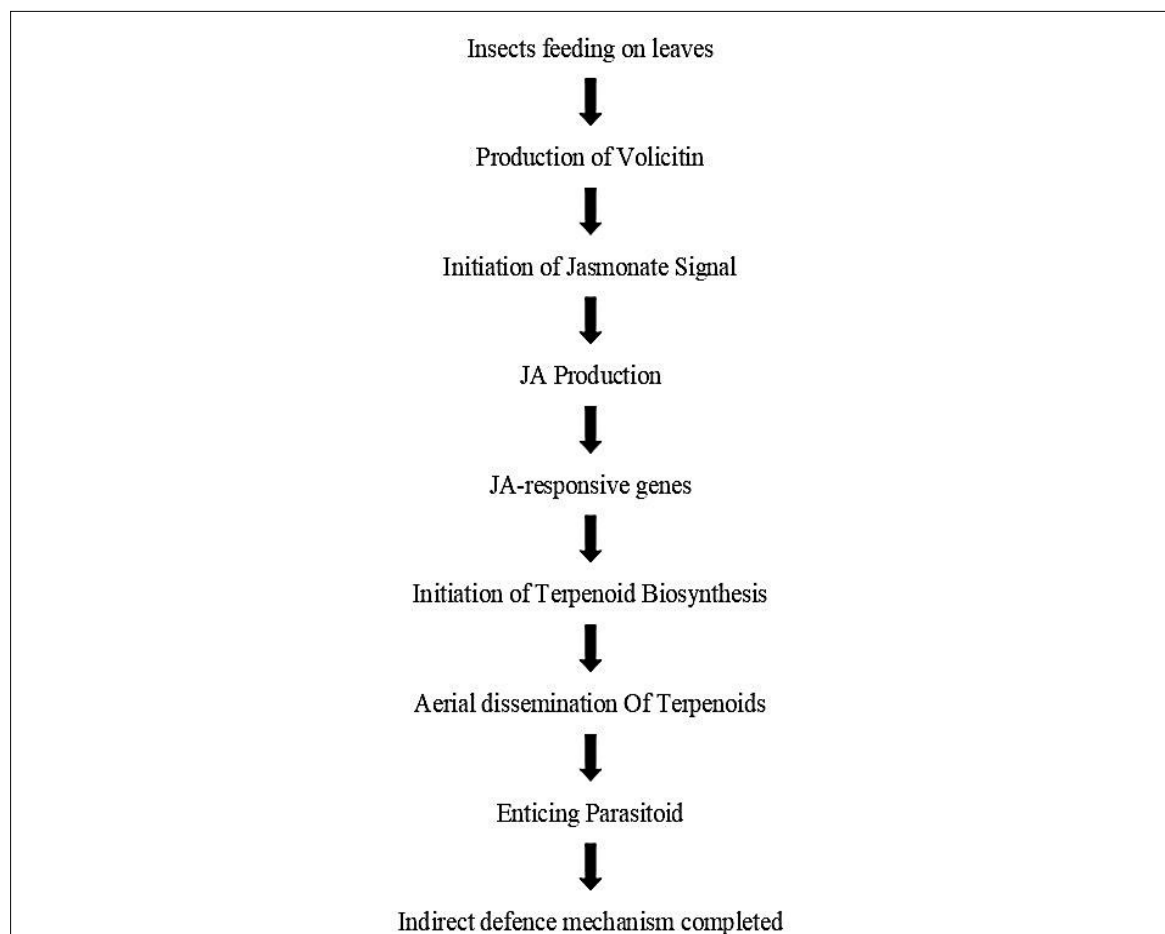 Insects feeding on leaves
Production of Volicitin
Initiation of Jasmonate Signal
JA Production
JA-responsive genes
Initiation of Terpenoid Biosynthesis
Aerial dissemination Of Terpenoids
Enticing Parasitoid
Indirect defence mechanism completed